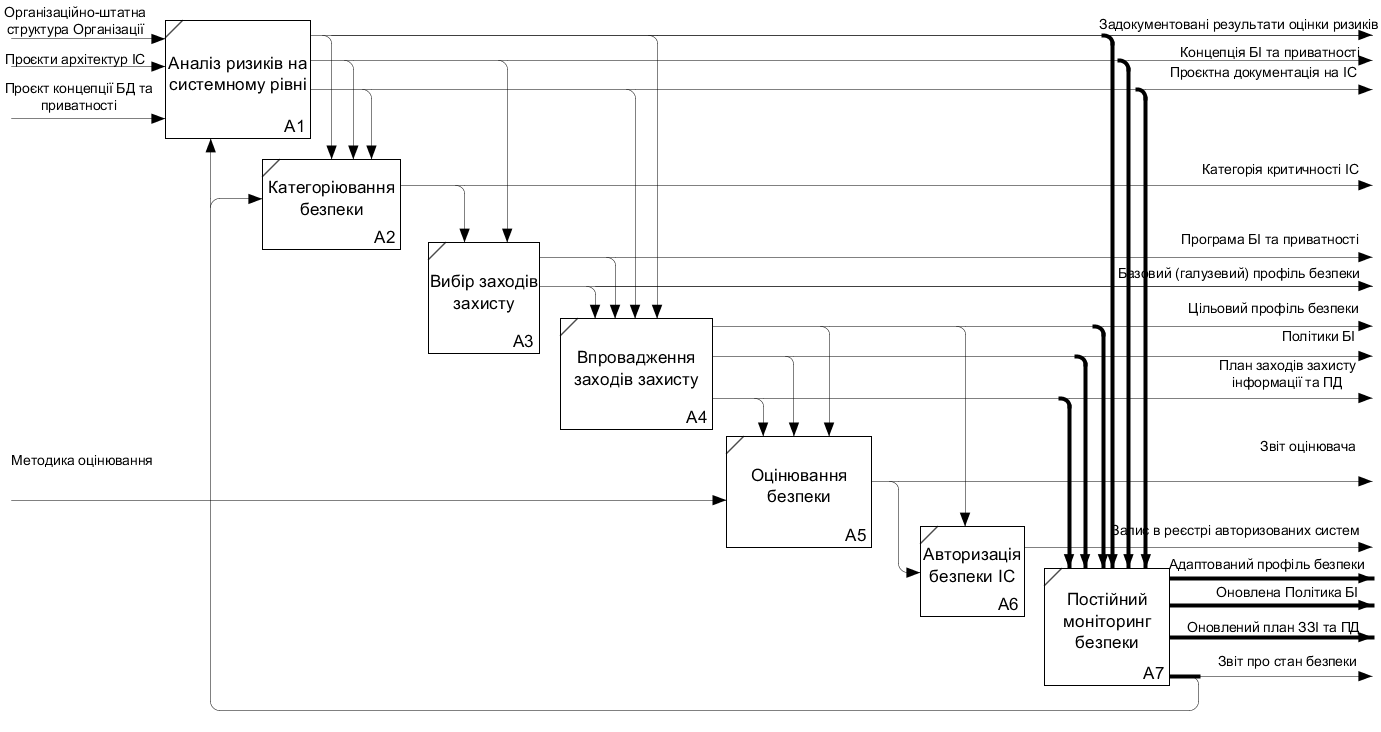 Організаційно-штатна
структура Організації
Проєкти архітектур ІС
Проєкт концепції БД та
приватності
Аналіз ризиків на
системному рівні
A1
Задокументовані результати оцінки ризиків
Концепція БІ та приватності
Проєктна документація на ІС
Категоріювання
безпеки
A2
Категорія критичності ІС
Вибір заходів
захисту
A3
Програма БІ та приватності
Базовий (галузевий) профіль безпеки
Впровадження
заходів захисту
A4
Цільовий профіль безпеки
Політики БІ
План заходів захисту
інформації та ПД
Методика оцінювання
Оцінювання
безпеки
A5
Звіт оцінювача
Авторизація
безпеки ІС
A6
Запис в реєстрі авторизованих систем
Постійний
моніторинг
безпеки
A7
Адаптований профіль безпеки
Оновлена Політика БІ
Оновлений план ЗЗІ та ПД
Звіт про стан безпеки